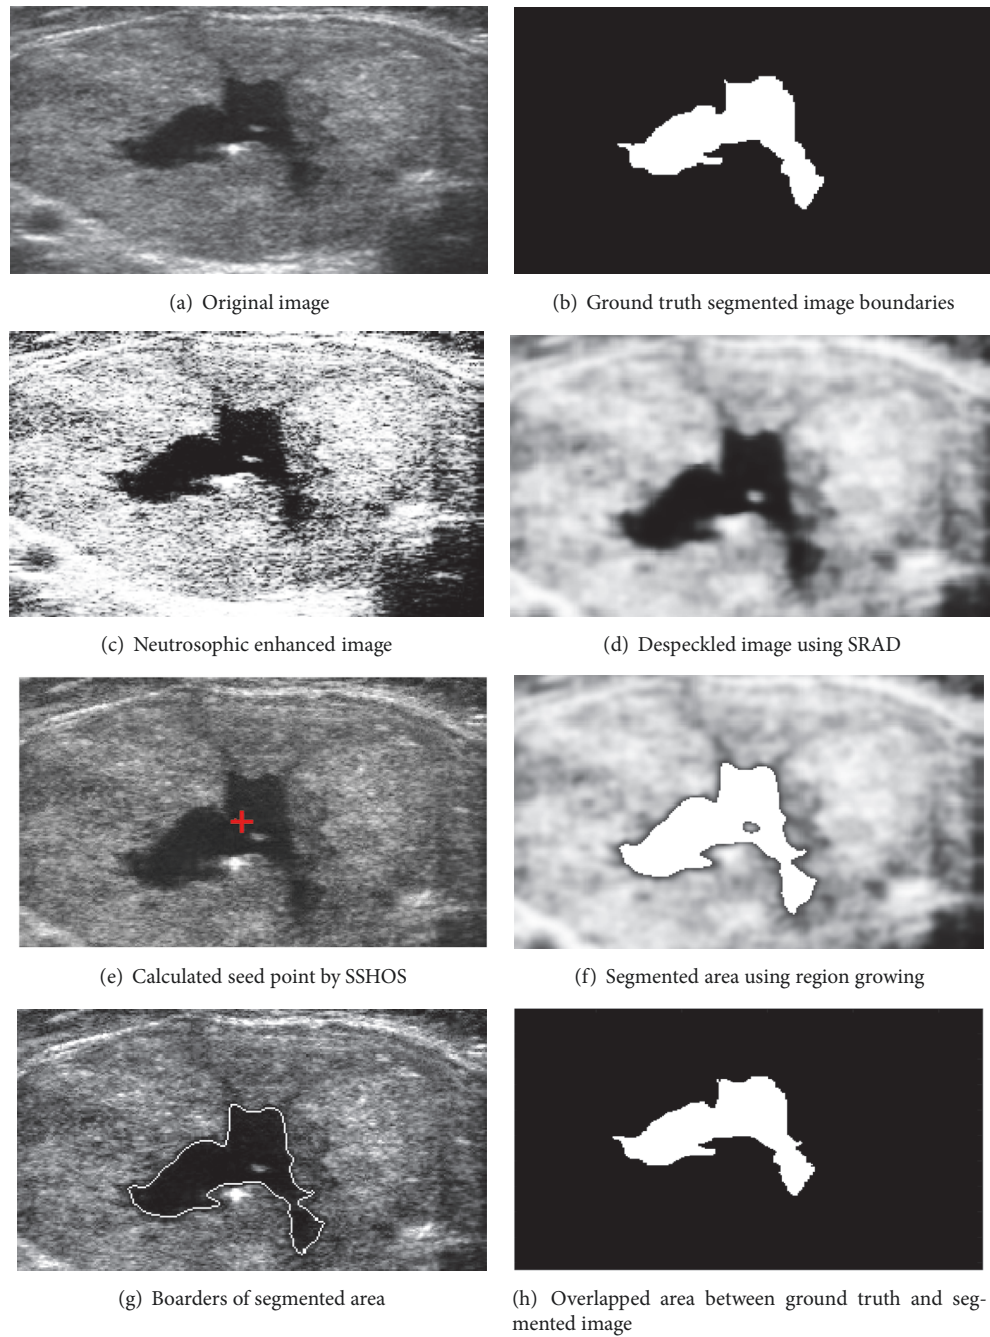 (a) Original image
(b) Ground truth segmented image boundaries
(c) Neutrosophic enhanced image
(d) Despeckled image using SRAD
(e) Calculated seed point by SSHOS
(f) Segmented area using region growing
(g) Boarders of segmented area
(h) Overlapped area between ground truth and seg-
mented image